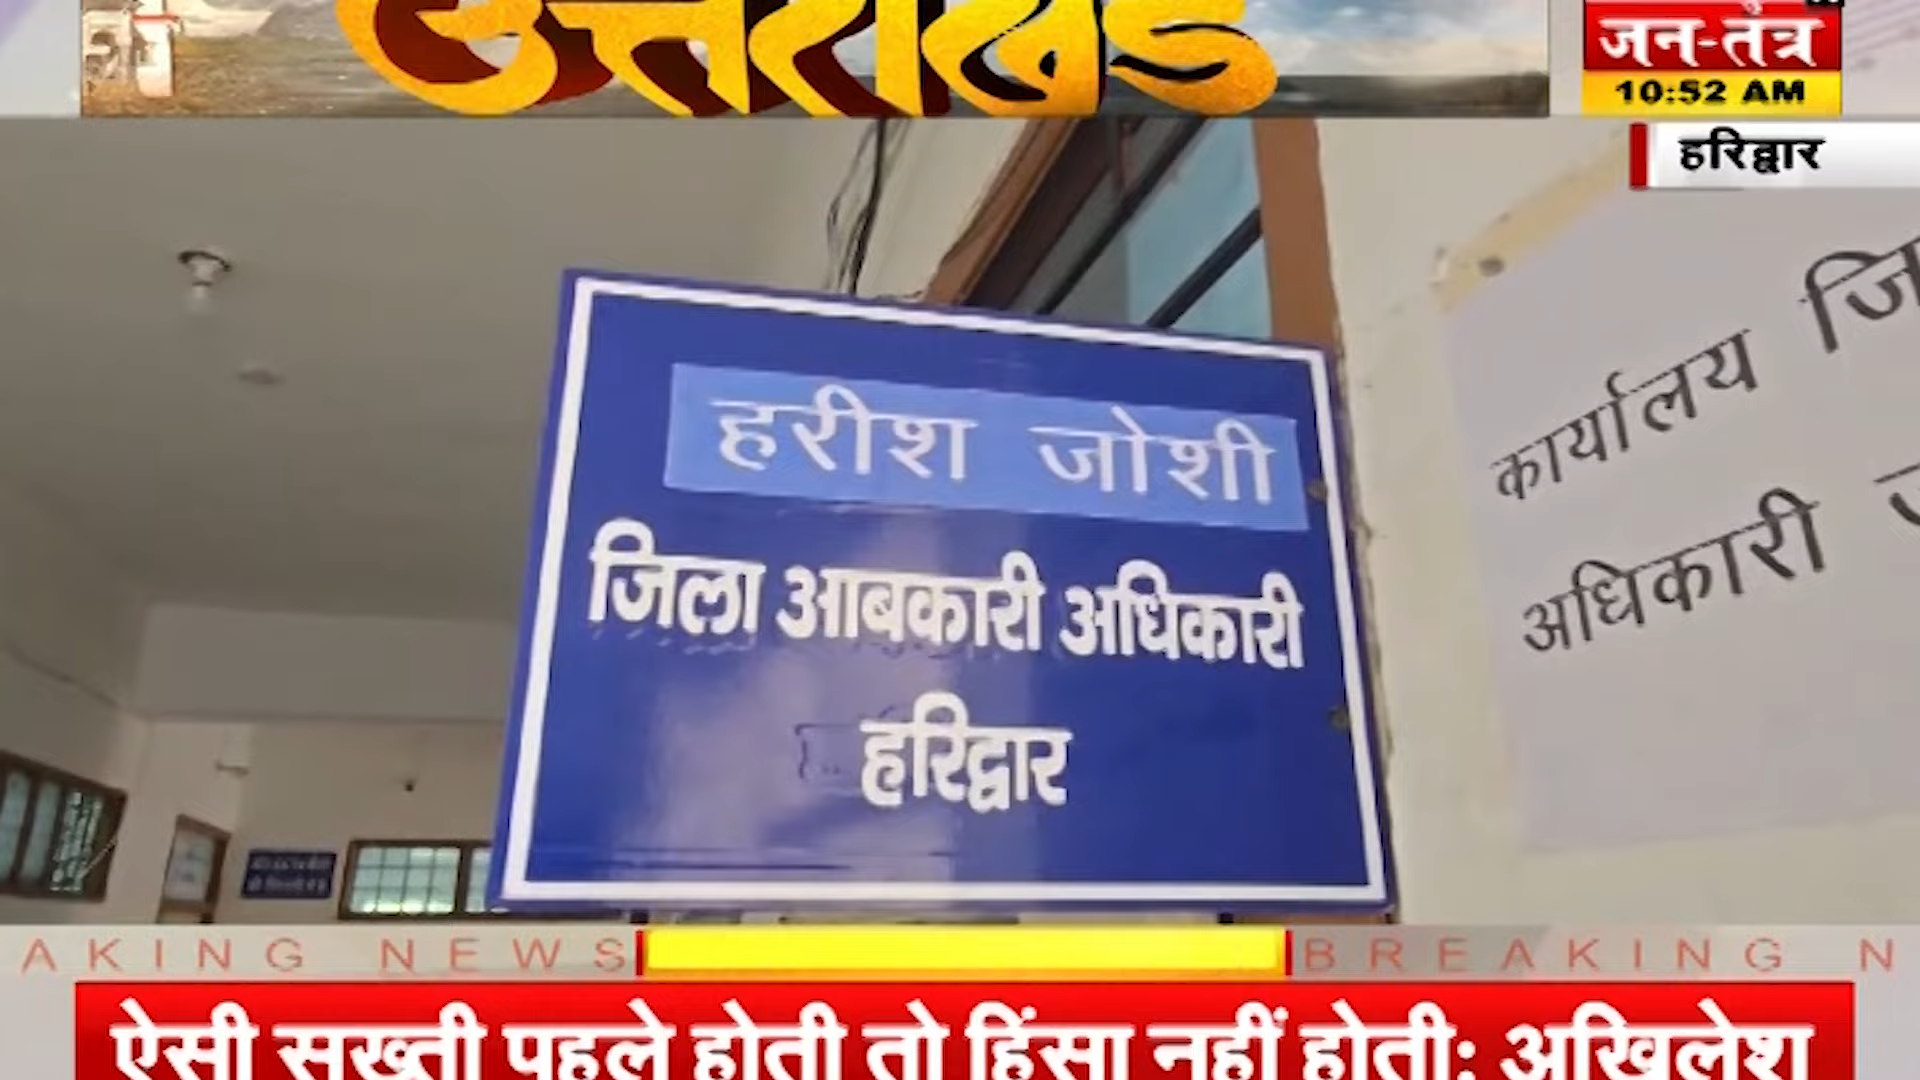 उत्तराखंड
जन-तंत्र
10:52 AM
हरिद्वार
हरीश जोशी
जिला आबकारी अधिकारी
हरिद्वार
कार्यालय जि
अधिकारी
AKING NEWS
BREAKING N
ऐसी सख्ती पहले होती तो हिंसा नहीं होती: अखिलेश